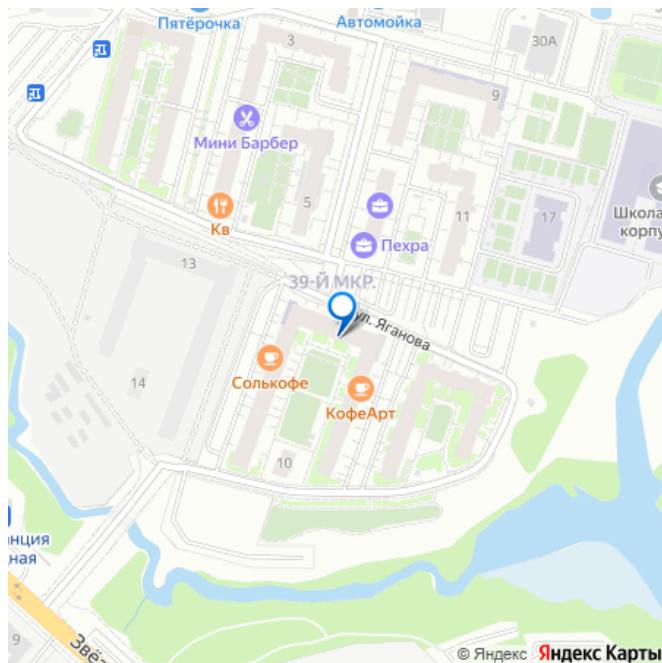 Пятёрочка
Автомойка
3
30А
9
Мини Барбер
5
11
17
Школа
корпу
Кв
Пехра
13
39-Й МКР.
ул. Яганова
14
Солькофе
КофеАрт
10
нция
ная
9
Звё
© Яндекс Яндекс Карты